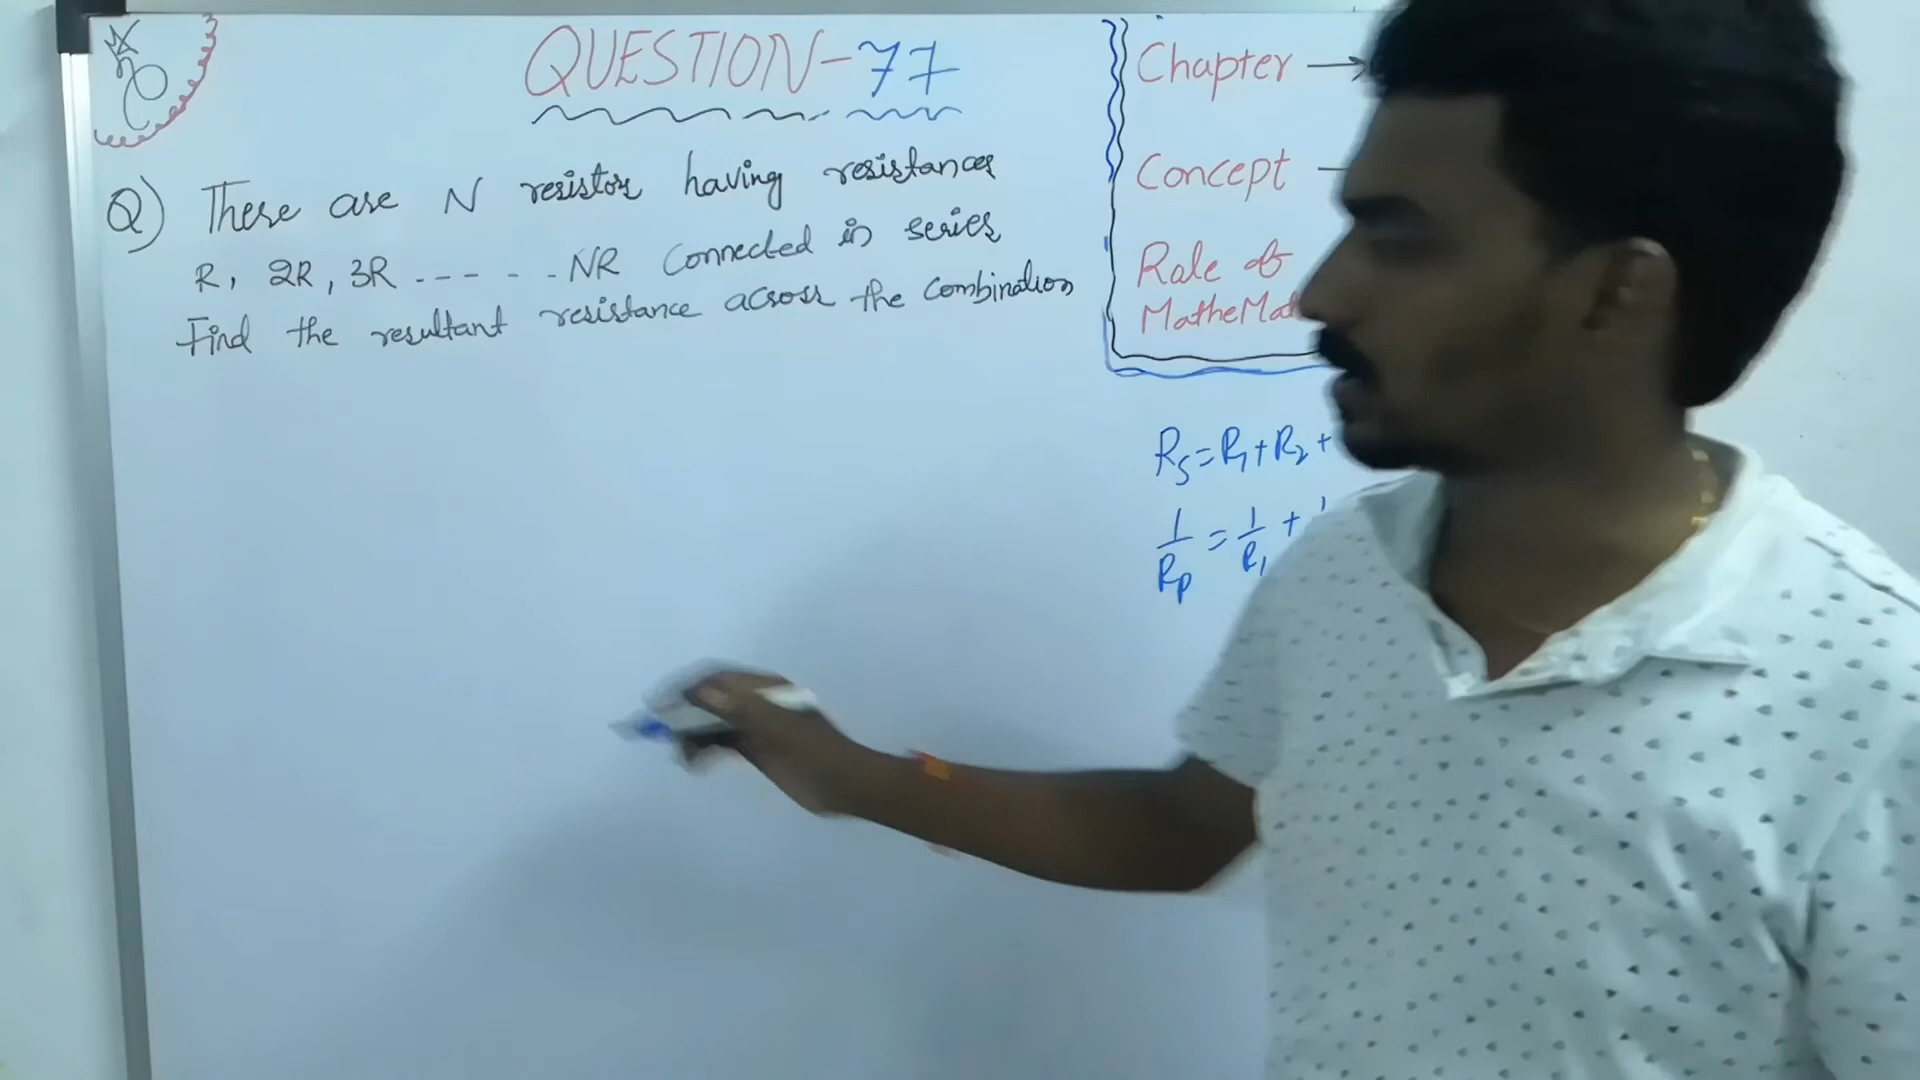 QUESTION-77
Q) There are N resistors having resistances
R, 2R, 3R ------NR Connected in series
Find the resultant resistance across the combination
Chapter →
Concept
Role of
MatheMat
Rs=R1+R2+
1/Rp = 1/R1 +